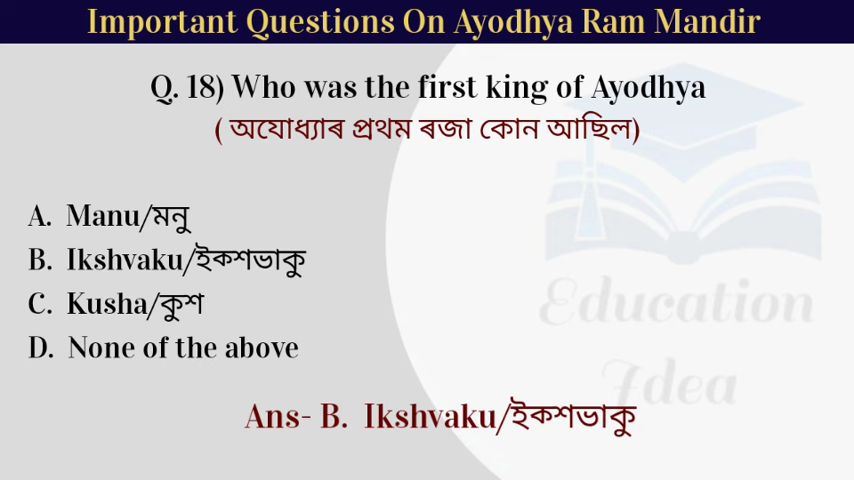 Important Questions On Ayodhya Ram Mandir
Q. 18) Who was the first king of Ayodhya
( অযোধ্যাৰ প্ৰথম ৰজা কোন আছিল)
A. Manu/মনু
B. Ikshvaku/ইকশভাকু
C. Kusha/কুশ
D. None of the above
Education
Idea
Ans- B. Ikshvaku/ইকশভাকু